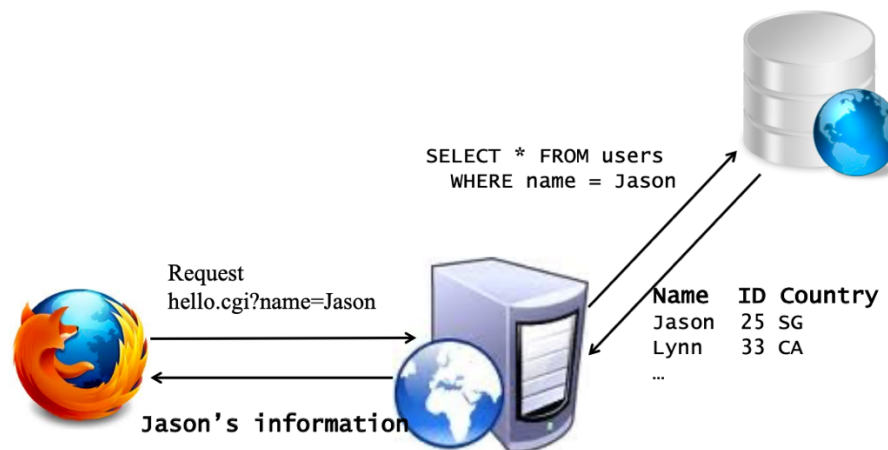 SELECT * FROM users
WHERE name = Jason
Request
hello.cgi?name=Jason
Name ID Country
Jason 25 SG
Lynn 33 CA
…
Jason’s information